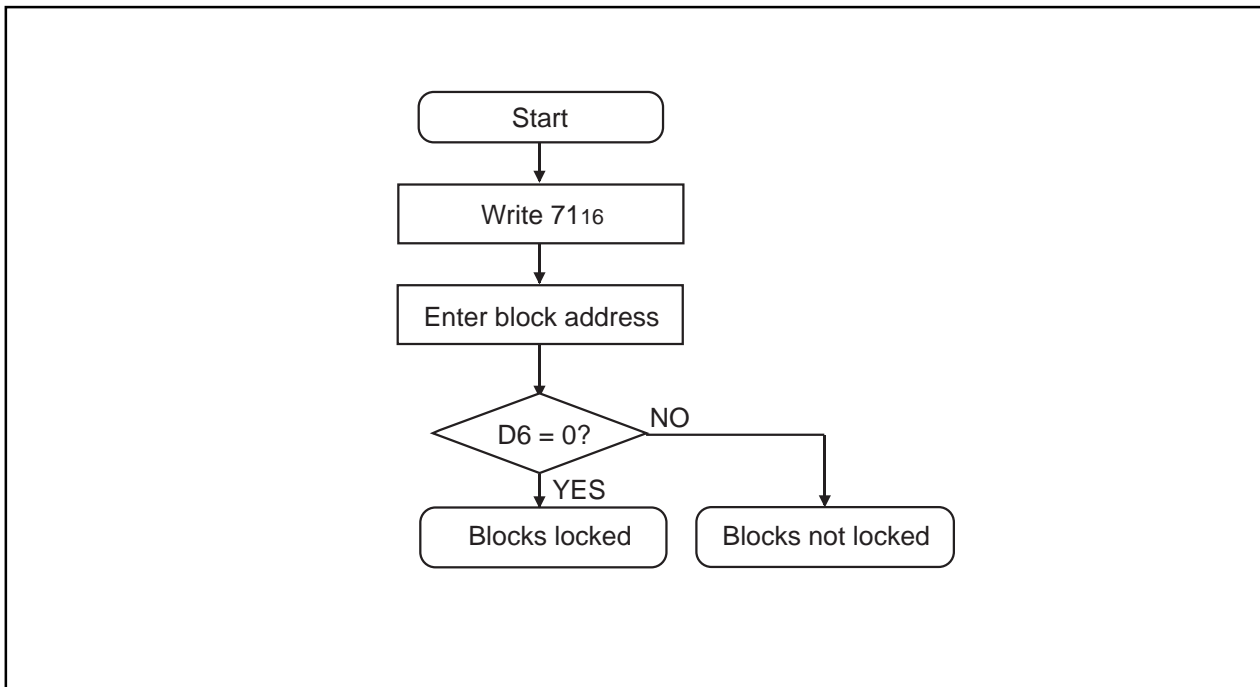 Start
Write 7116
Enter block address
D6 = 0?
NO
YES
Blocks locked
Blocks not locked